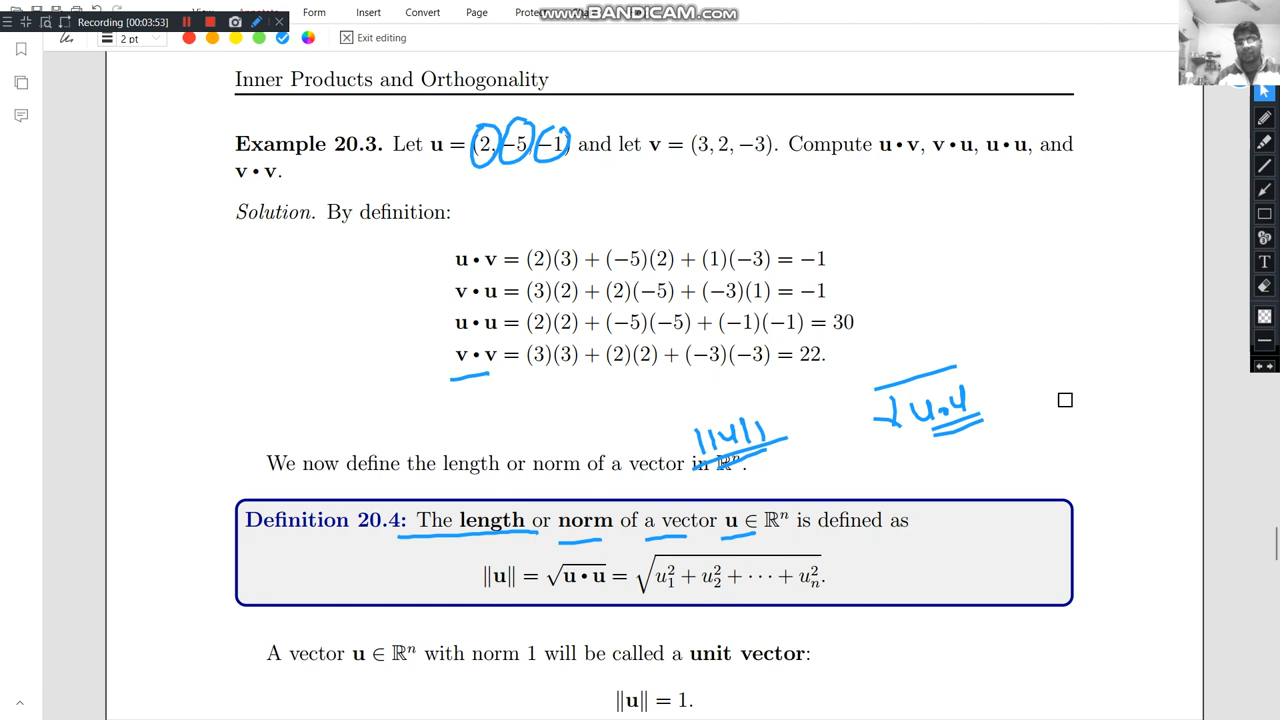 Form Insert Convert Page
www.BANDICAM.com
Recording [00:03:53]
2 pt
Exit editing
Inner Products and Orthogonality
Example 20.3. Let u = (2, −5, −1) and let v = (3, 2, −3). Compute u • v, v • u, u • u, and
v • v.
Solution. By definition:
u • v = (2)(3) + (−5)(2) + (1)(−3) = −1
v • u = (3)(2) + (2)(−5) + (−3)(1) = −1
u • u = (2)(2) + (−5)(−5) + (−1)(−1) = 30
v • v = (3)(3) + (2)(2) + (−3)(−3) = 22.
√u.u
||u||
We now define the length or norm of a vector in ℝⁿ.
Definition 20.4: The length or norm of a vector u ∈ ℝⁿ is defined as
‖u‖ = √u • u = √u₁² + u₂² + · · · + uₙ².
A vector u ∈ ℝⁿ with norm 1 will be called a unit vector:
‖u‖ = 1.